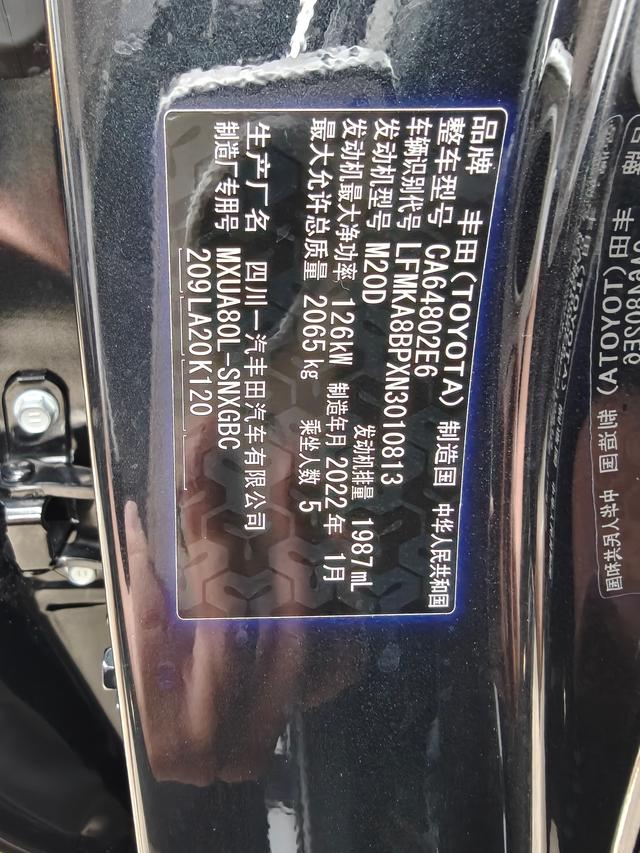 品牌 丰田(TOYOTA) 制造国 中华人民共和国
整车型号 CA64802E6
车辆识别代号 LFMKA8BPXN3010813
发动机型号 M20D 发动机排量 1987mL
发动机最大净功率 126kW 制造年月 2022年 1月
最大允许总质量 2065kg 乘坐人数 5
生产厂名 四川一汽丰田汽车有限公司
制造厂专用号 MXUA80L-SNXGBC
209LA20K120